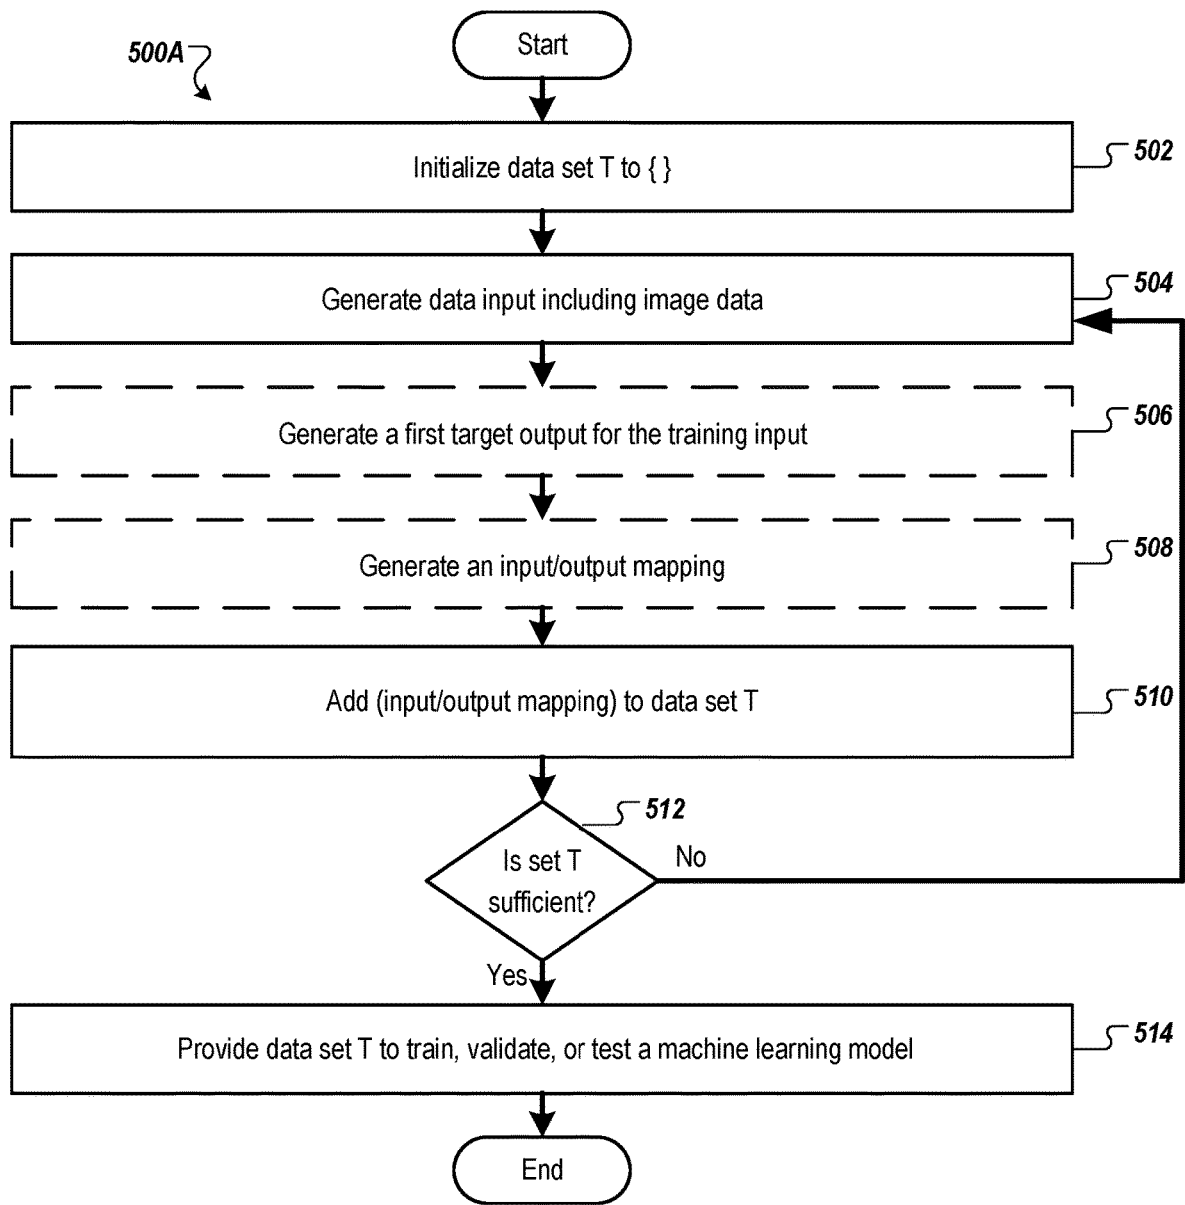 500A
Start
Initialize data set T to { }
502
Generate data input including image data
504
Generate a first target output for the training input
506
Generate an input/output mapping
508
Add (input/output mapping) to data set T
510
512
Is set T
sufficient?
No
Yes
Provide data set T to train, validate, or test a machine learning model
514
End